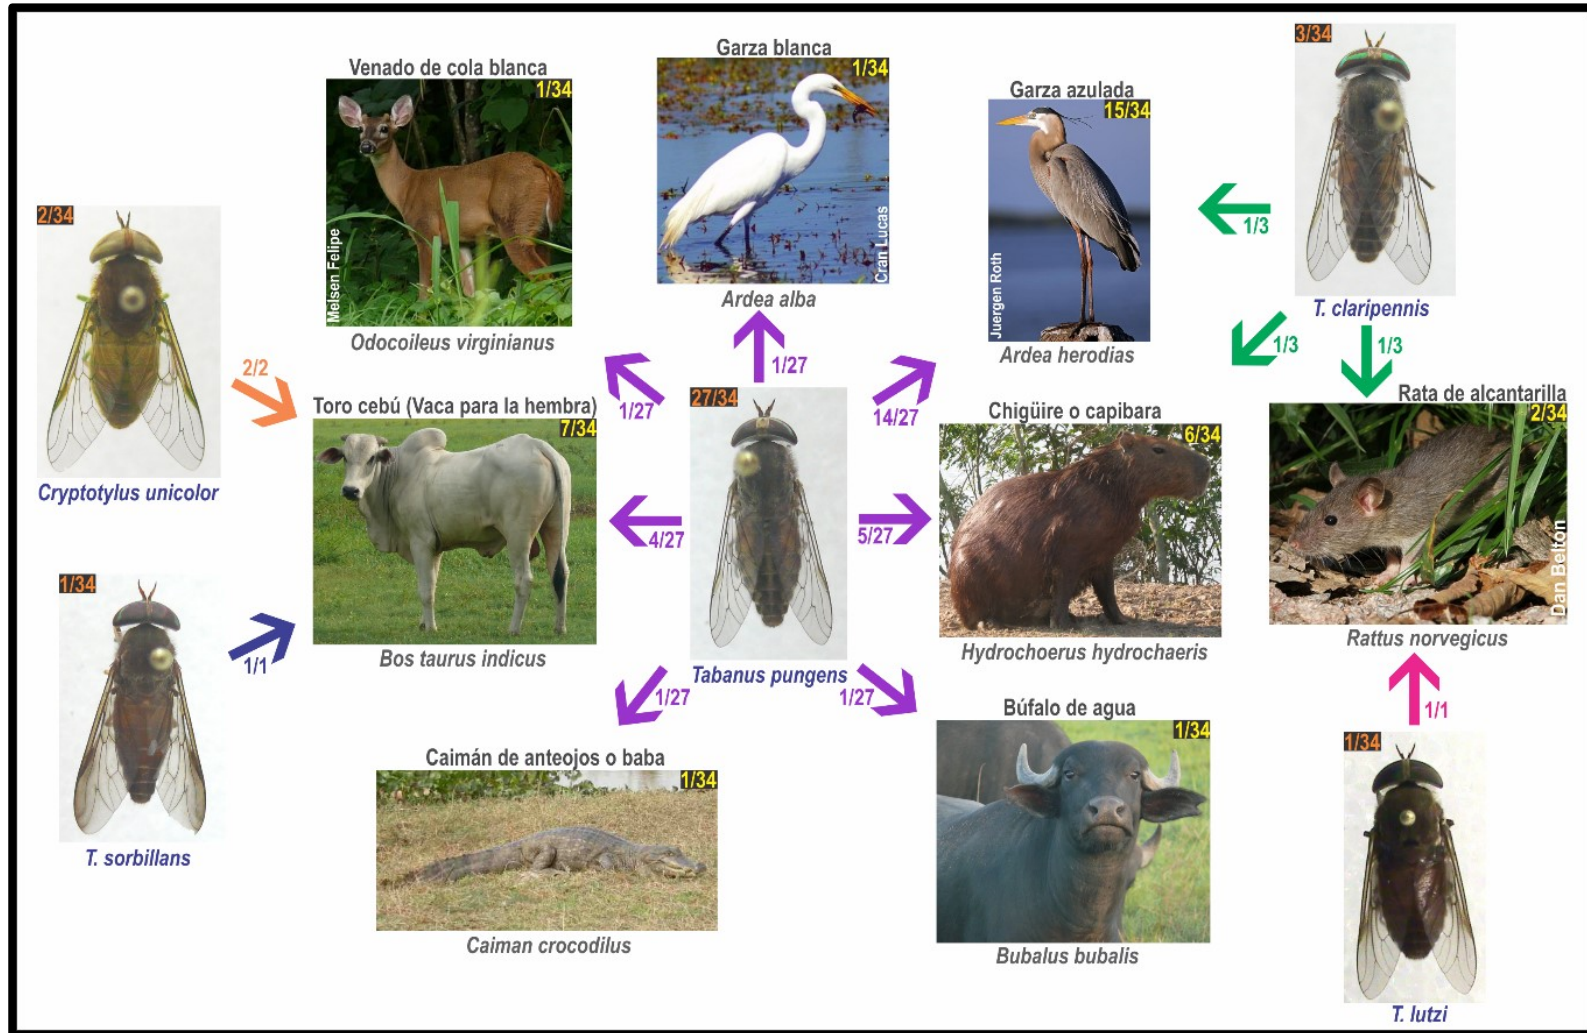 Venado de cola blanca
1/34
Melsen Felipe
Odocoileus virginianus
Garza blanca
1/34
Cran Lucas
Ardea alba
Garza azulada
15/34
Juergen Roth
Ardea herodias
3/34
T. claripennis
1/3
1/3
1/3
2/34
Cryptotylus unicolor
2/2
1/27
1/27
14/27
Toro cebú (Vaca para la hembra)
7/34
Bos taurus indicus
27/34
Tabanus pungens
4/27
5/27
Chigüire o capibara
6/34
Hydrochoerus hydrochaeris
Rata de alcantarilla
2/34
Dan Belton
Rattus norvegicus
1/34
T. sorbillans
1/1
1/27
1/27
Caimán de anteojos o baba
1/34
Caiman crocodilus
Búfalo de agua
1/34
Bubalus bubalis
1/1
1/34
T. lutzi